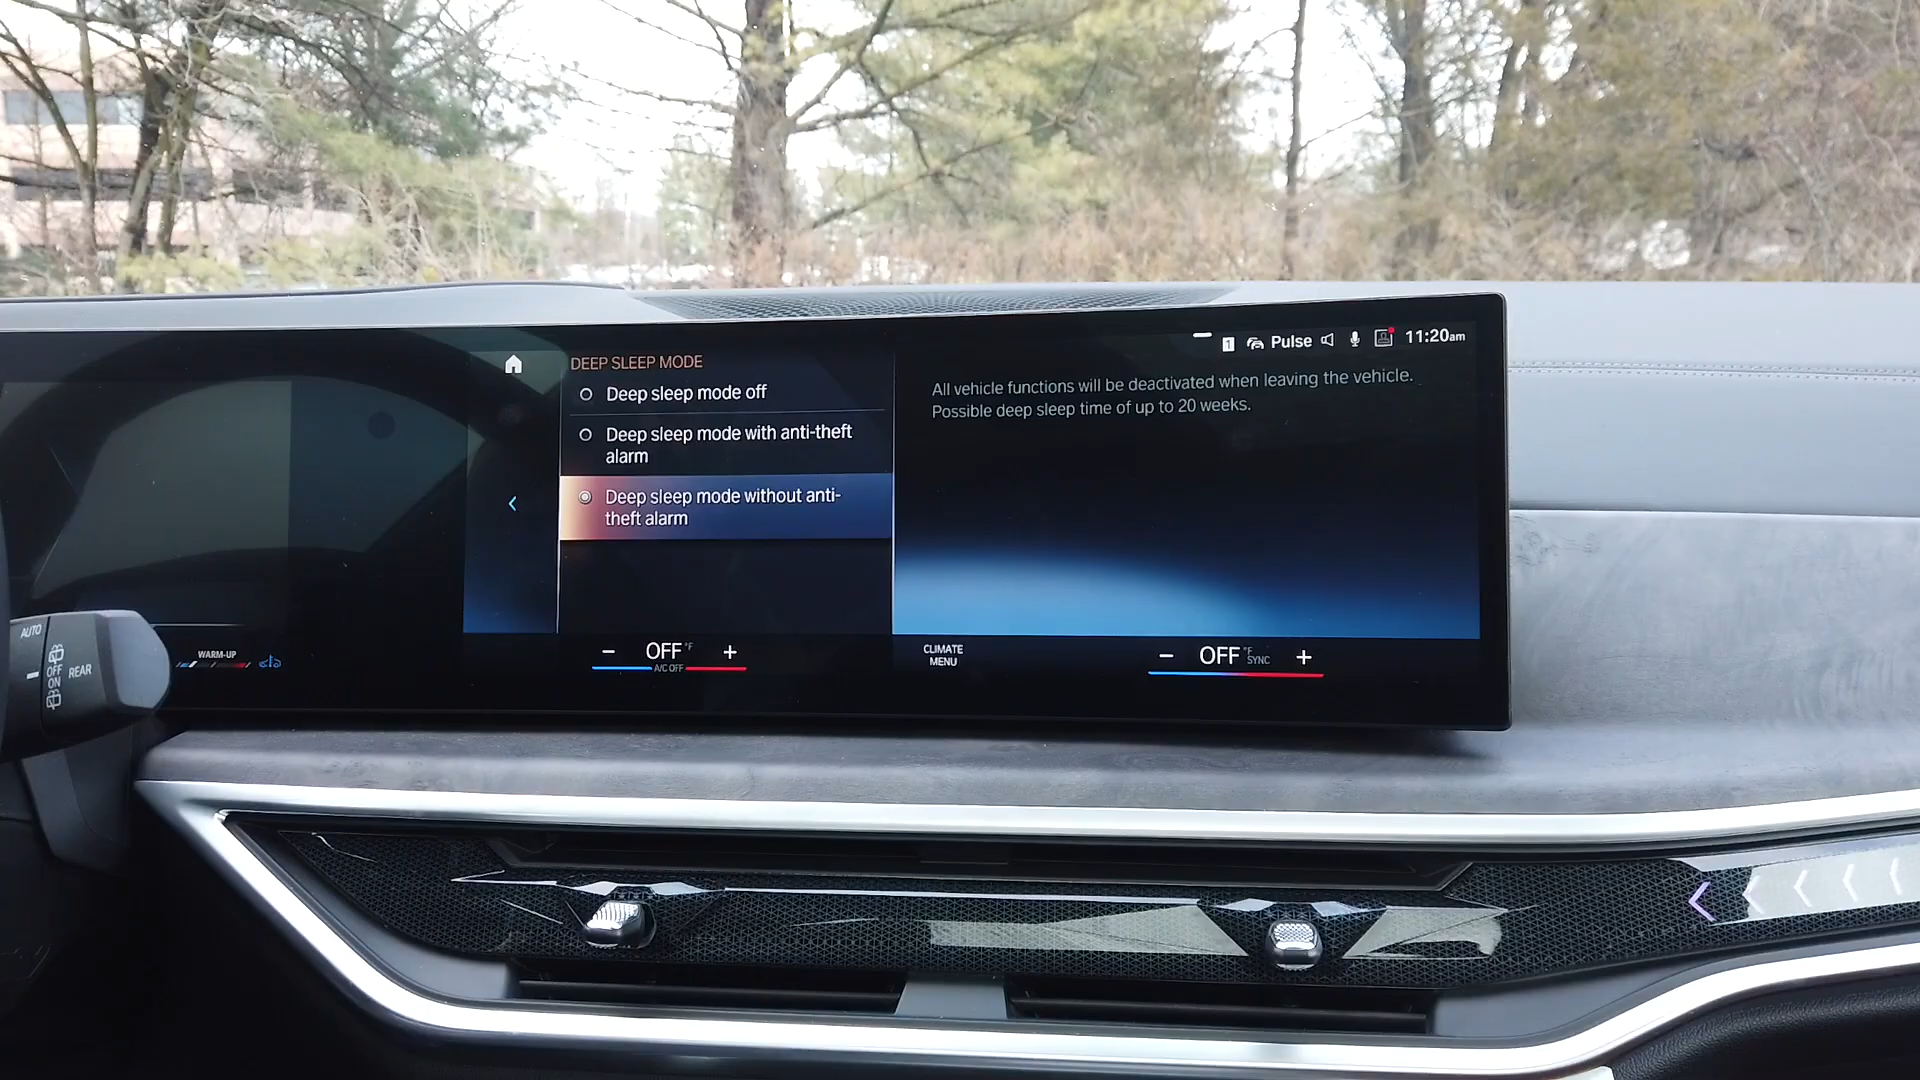 1 Pulse 11:20am
DEEP SLEEP MODE
Deep sleep mode off
Deep sleep mode with anti-theft
alarm
Deep sleep mode without anti-
theft alarm
All vehicle functions will be deactivated when leaving the vehicle.
Possible deep sleep time of up to 20 weeks.
AUTO
OFF
ON
REAR
WARM-UP
− OFF °F +
A/C OFF
CLIMATE
MENU
− OFF °F SYNC +